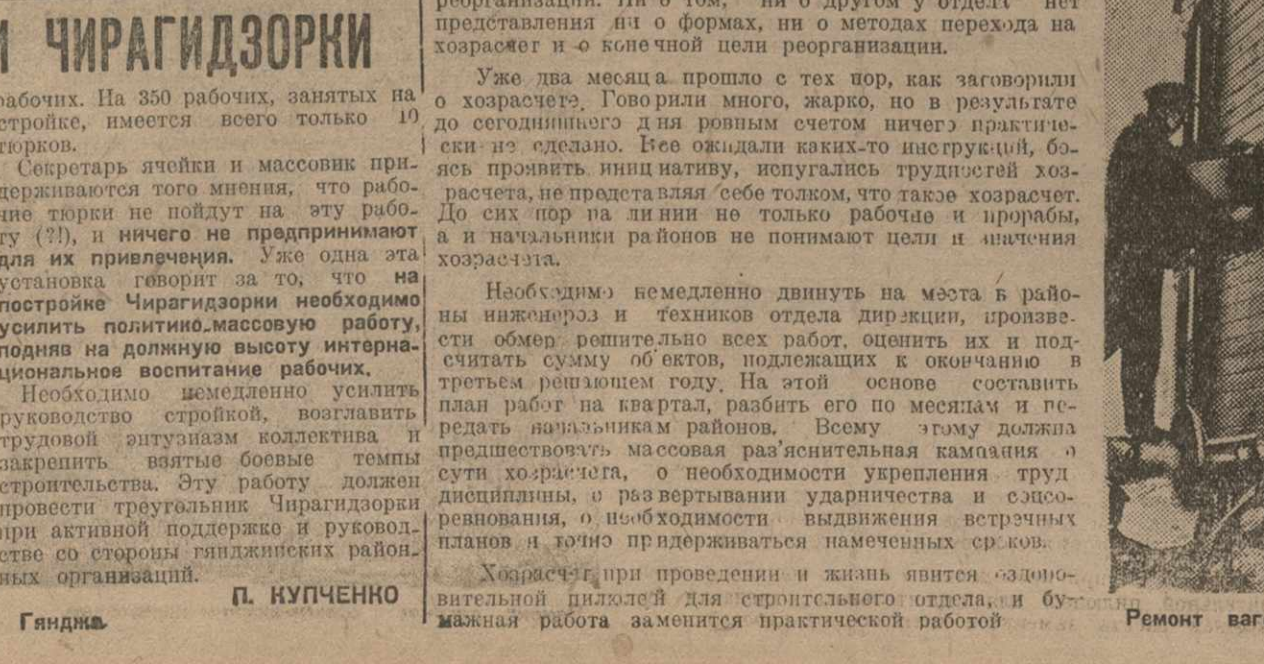 И ЧИРАГИДЗОРКИ
рабочих. На 350 рабочих, занятых на
стройке, имеется всего только 10
тюрков.
Секретарь ячейки и массовик при-
держиваются того мнения, что рабо-
чие тюрки не пойдут на эту рабо-
ту (?!), и ничего не предпринимают
для их привлечения. Уже одна эта
установка говорит за то, что на
постройке Чирагидзорки необходимо
усилить политико-массовую работу,
подняв на должную высоту интерна-
циональное воспитание рабочих.
Необходимо немедленно усилить
руководство стройкой, возглавить
трудовой энтузиазм коллектива и
закрепить взятые боевые темпы
строительства. Эту работу должен
провести треугольник Чирагидзорки
при активной поддержке и руковод-
стве со стороны гянджинских район-
ных организаций.
П. КУПЧЕНКО
Гянджа
реорганизации. Ни о том, ни о другом у отдела нет
представления ни о формах, ни о методах перехода на
хозрасчет и о конечной цели реорганизации.
Уже два месяца прошло с тех пор, как заговорили
о хозрасчете. Говорили много, жарко, но в результате
до сегодняшнего дня ровным счетом ничего практиче-
ски не сделано. Все ожидали каких-то инструкций, бо-
ясь проявить инициативу, испугались трудностей хоз-
расчета, не представляя себе толком, что такое хозрасчет.
До сих пор на линии не только рабочие и прорабы,
а и начальники районов не понимают цели и значения
хозрасчета.
Необходимо немедленно двинуть на места в райо-
ны инженеров и техников отдела дирекции, произве-
сти обмер решительно всех работ, оценить их и под-
считать сумму об'ектов, подлежащих к окончанию в
третьем решающем году. На этой основе составить
план работ на квартал, разбить его по месяцам и пе-
редать начальникам районов. Всему этому должна
предшествовать массовая раз'яснительная кампания о
сути хозрасчета, о необходимости укрепления труд
дисциплины, о развертывании ударничества и соцсо-
ревнования, о необходимости выдвижения встречных
планов и точно придерживаться намеченных сроков.
Хозрасчет при проведении и жизнь явится оздоро-
вительной пилюлей для строительного отдела, и бу-
мажная работа заменится практической работой
Ремонт ваг